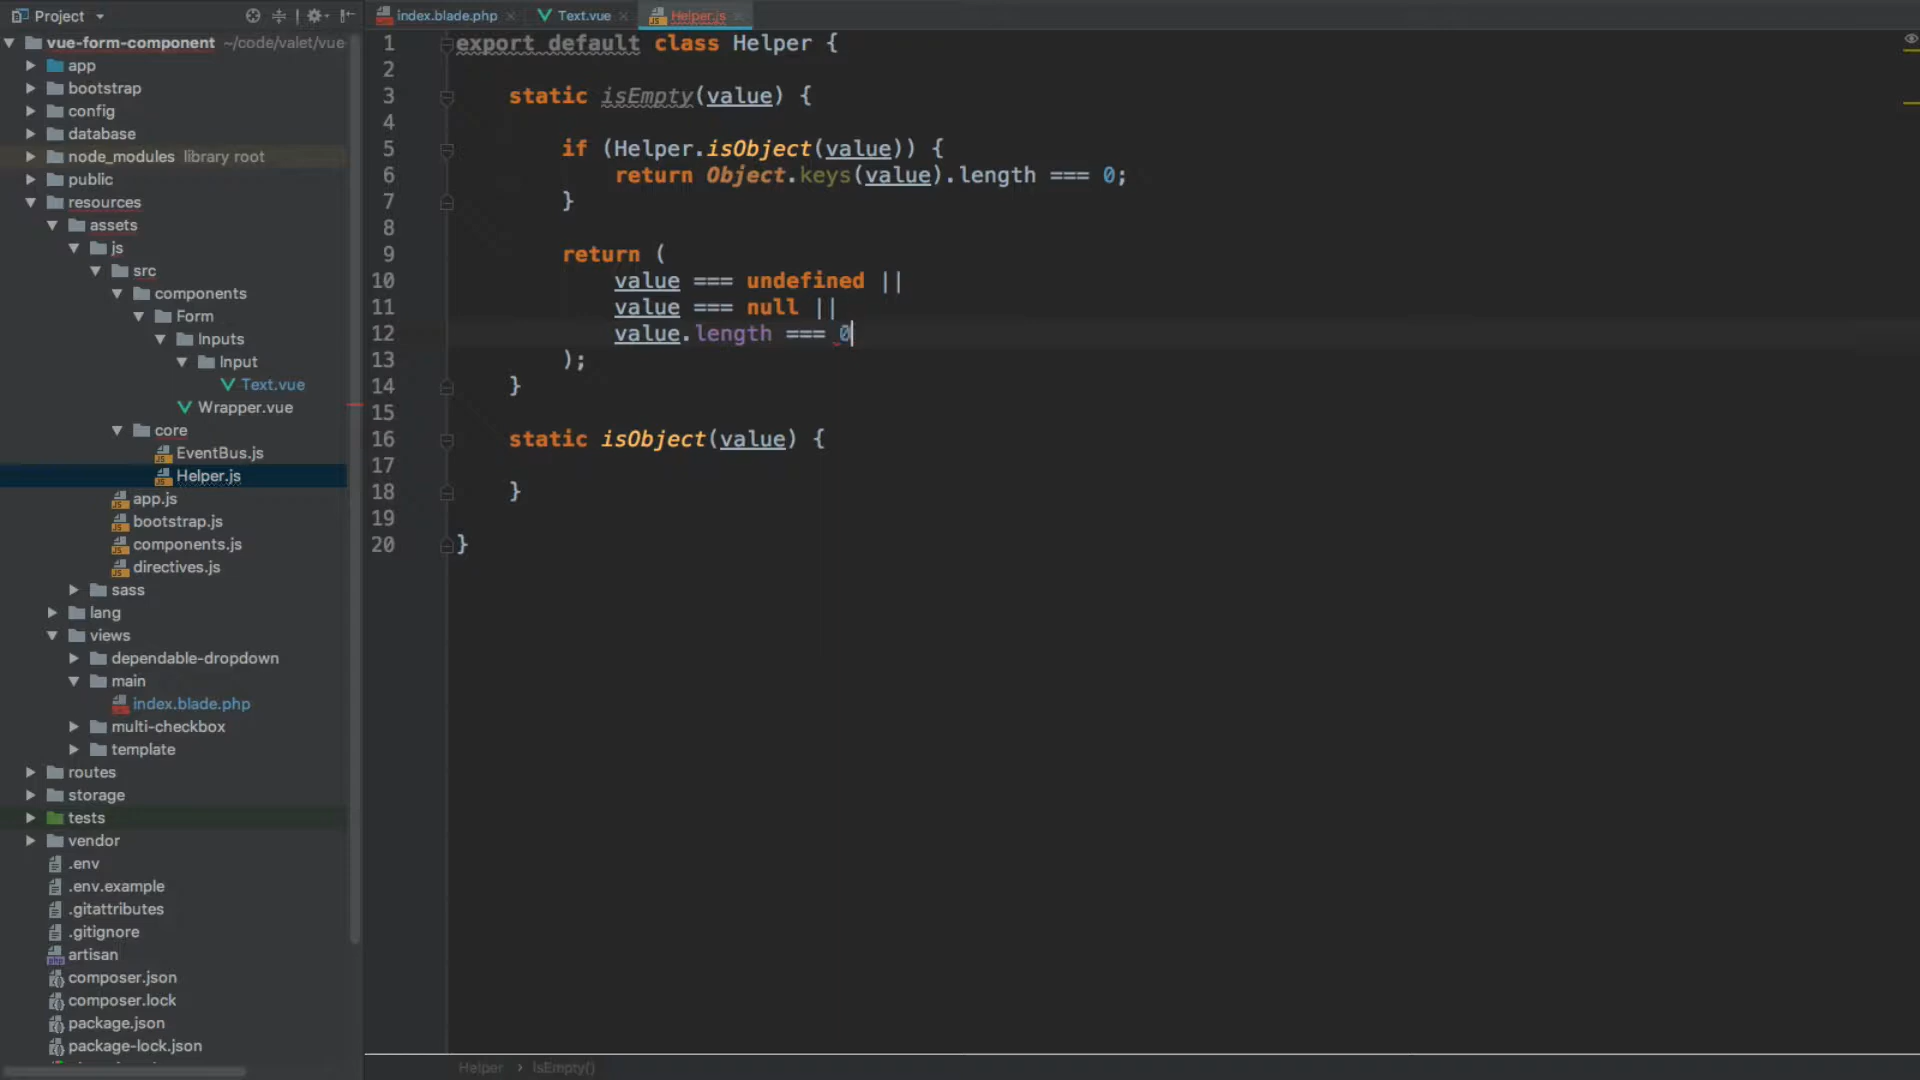 Project
index.blade.php
Text.vue
Helper.js
vue-form-component ~/code/valet/vue
app
bootstrap
config
database
node_modules library root
public
resources
assets
js
src
components
Form
Inputs
Input
Text.vue
Wrapper.vue
core
EventBus.js
Helper.js
app.js
bootstrap.js
components.js
directives.js
sass
lang
views
dependable-dropdown
main
index.blade.php
multi-checkbox
template
routes
storage
tests
vendor
.env
.env.example
.gitattributes
.gitignore
artisan
composer.json
composer.lock
package.json
package-lock.json
1 export default class Helper {
2
3 static isEmpty(value) {
4
5 if (Helper.isObject(value)) {
6 return Object.keys(value).length === 0;
7 }
8
9 return (
10 value === undefined ||
11 value === null ||
12 value.length === 0
13 );
14 }
15
16 static isObject(value) {
17
18 }
19
20 }
Helper › isEmpty()